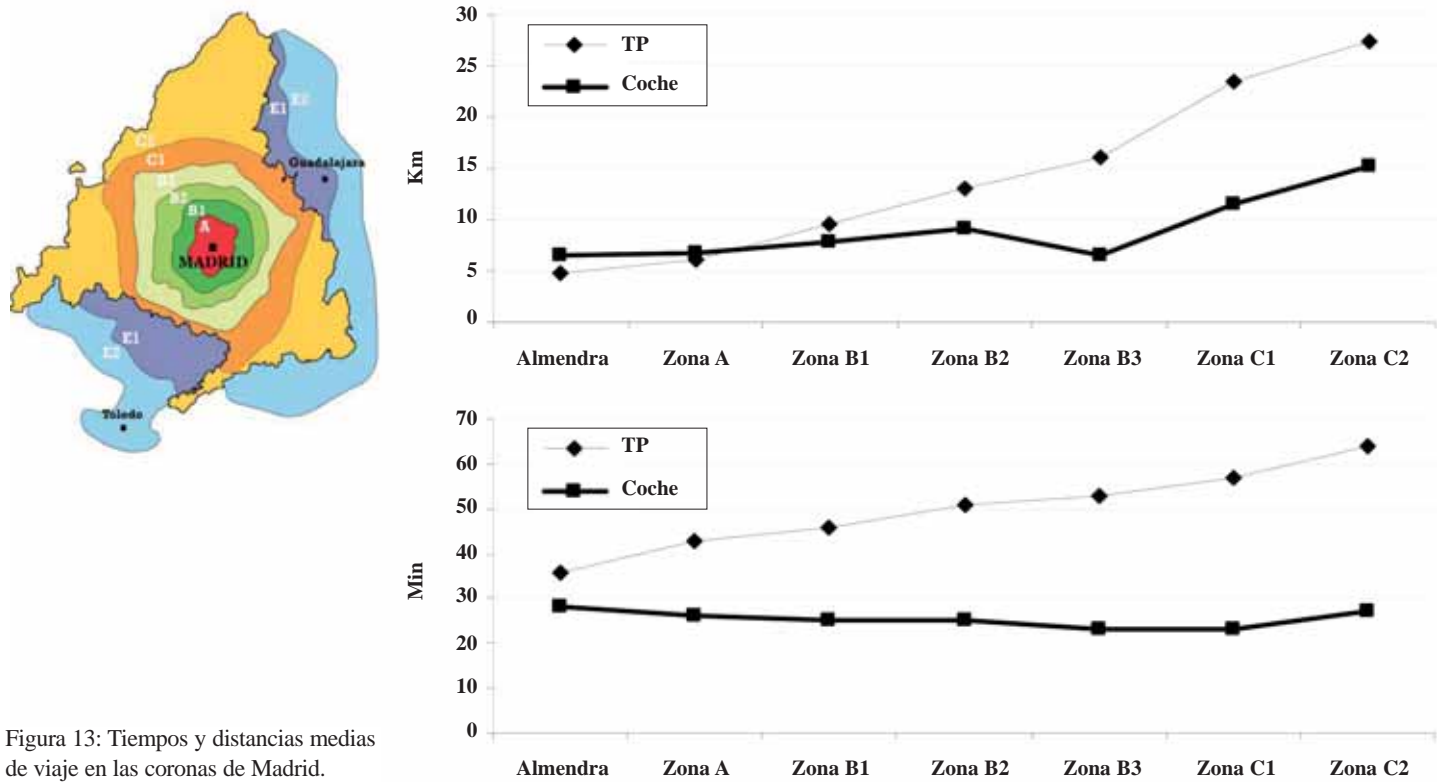 E1 E2
C2
C1
Guadalajara
B3
B2
B1
A
MADRID
E1
E2
Toledo
30
TP
25
Coche
20
Km
15
10
5
0
Almendra Zona A Zona B1 Zona B2 Zona B3 Zona C1 Zona C2
70
TP
60
Coche
50
40
Min
30
20
10
0
Almendra Zona A Zona B1 Zona B2 Zona B3 Zona C1 Zona C2
Figura 13: Tiempos y distancias medias
de viaje en las coronas de Madrid.